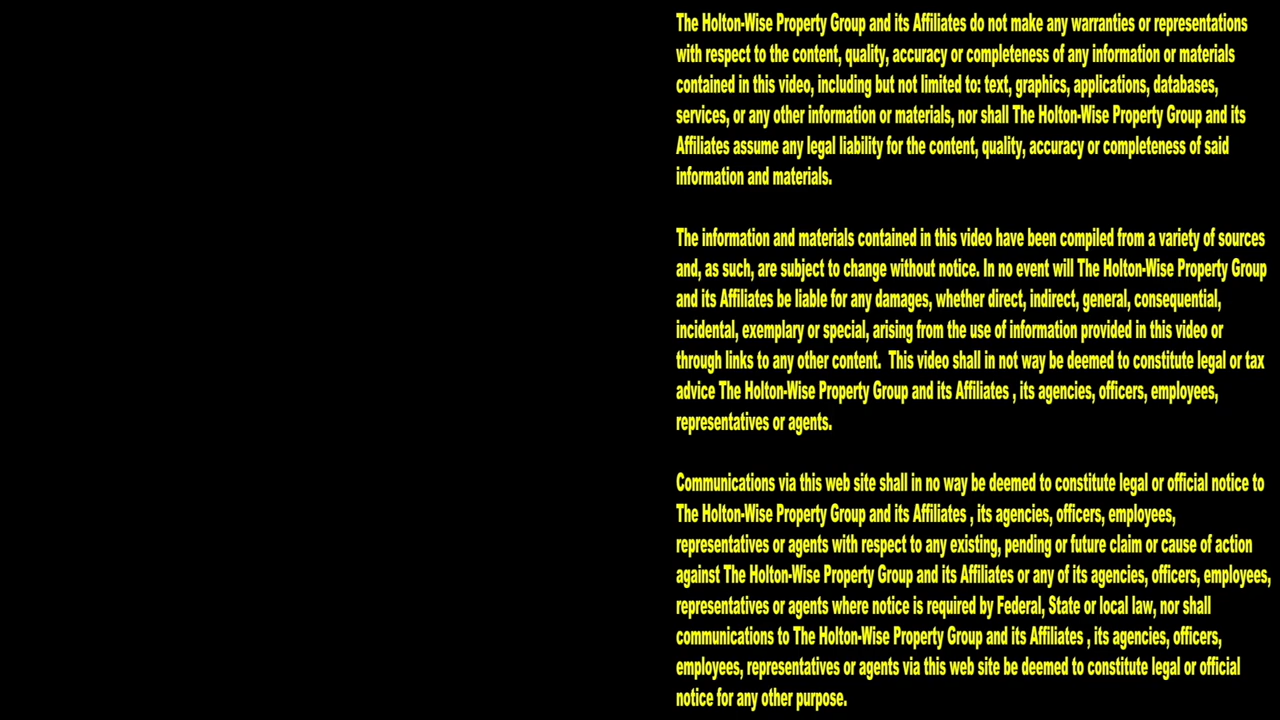 The Holton-Wise Property Group and its Affiliates do not make any warranties or representations
with respect to the content, quality, accuracy or completeness of any information or materials
contained in this video, including but not limited to: text, graphics, applications, databases,
services, or any other information or materials, nor shall The Holton-Wise Property Group and its
Affiliates assume any legal liability for the content, quality, accuracy or completeness of said
information and materials.
The information and materials contained in this video have been compiled from a variety of sources
and, as such, are subject to change without notice. In no event will The Holton-Wise Property Group
and its Affiliates be liable for any damages, whether direct, indirect, general, consequential,
incidental, exemplary or special, arising from the use of information provided in this video or
through links to any other content.  This video shall in not way be deemed to constitute legal or tax
advice The Holton-Wise Property Group and its Affiliates , its agencies, officers, employees,
representatives or agents.
Communications via this web site shall in no way be deemed to constitute legal or official notice to
The Holton-Wise Property Group and its Affiliates , its agencies, officers, employees,
representatives or agents with respect to any existing, pending or future claim or cause of action
against The Holton-Wise Property Group and its Affiliates or any of its agencies, officers, employees,
representatives or agents where notice is required by Federal, State or local law, nor shall
communications to The Holton-Wise Property Group and its Affiliates , its agencies, officers,
employees, representatives or agents via this web site be deemed to constitute legal or official
notice for any other purpose.